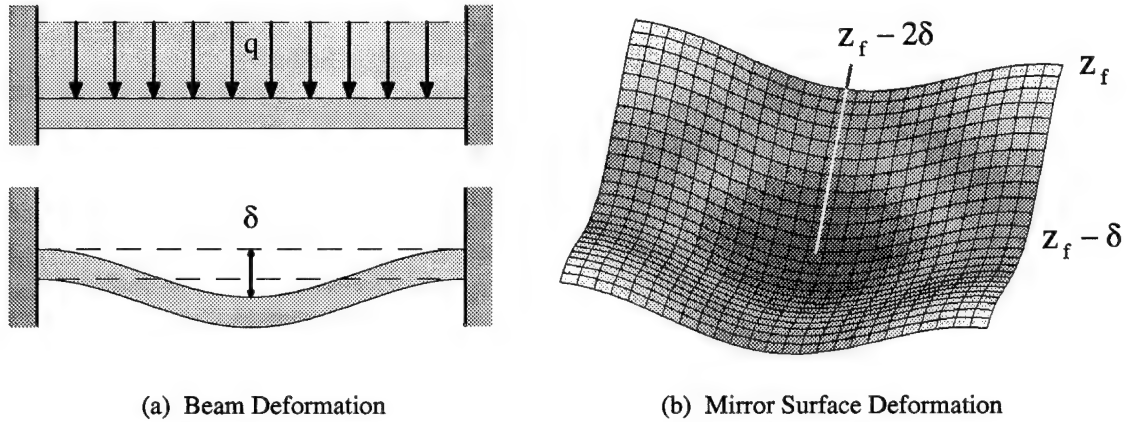 q
δ
(a) Beam Deformation
z_f − 2δ
z_f
z_f − δ
(b) Mirror Surface Deformation